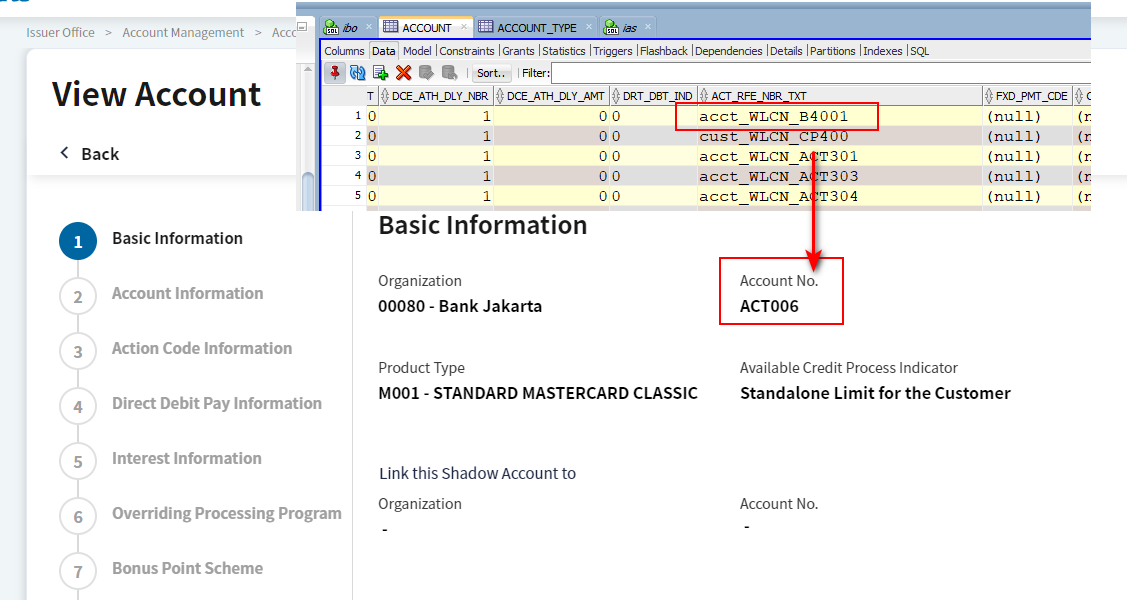 ibo ACCOUNT ACCOUNT_TYPE ias
Issuer Office > Account Management > Acco
Columns Data Model Constraints Grants Statistics Triggers Flashback Dependencies Details Partitions Indexes SQL
Sort.. Filter:
T DCE_ATH_DLY_NBR DCE_ATH_DLY_AMT DRT_DBT_IND ACT_RFE_NBR_TXT FXD_PMT_CDE
1 0 1 0 0 acct_WLCN_B4001 (null)
2 0 1 0 0 cust_WLCN_CP400 (null)
3 0 1 0 0 acct_WLCN_ACT301 (null)
4 0 1 0 0 acct_WLCN_ACT303 (null)
5 0 1 0 0 acct_WLCN_ACT304 (null)
View Account
Back
1 Basic Information
2 Account Information
3 Action Code Information
4 Direct Debit Pay Information
5 Interest Information
6 Overriding Processing Program
7 Bonus Point Scheme
Basic Information
Organization
00080 - Bank Jakarta
Account No.
ACT006
Product Type
M001 - STANDARD MASTERCARD CLASSIC
Available Credit Process Indicator
Standalone Limit for the Customer
Link this Shadow Account to
Organization
-
Account No.
-